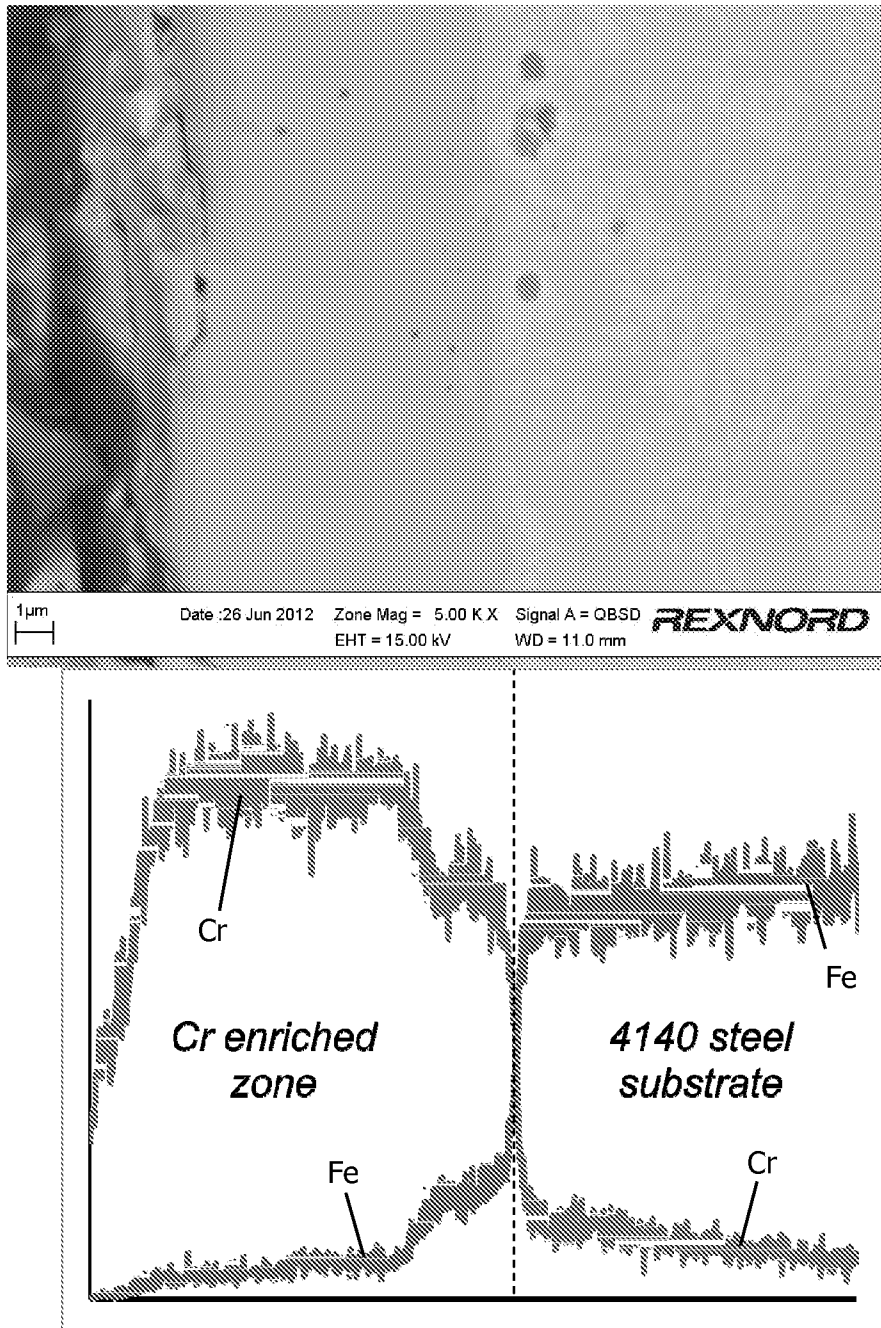 1µm
Date :26 Jun 2012 Zone Mag = 5.00 K X Signal A = QBSD REXNORD
EHT = 15.00 kV WD = 11.0 mm
Cr
Fe
Cr enriched
zone
4140 steel
substrate
Fe
Cr